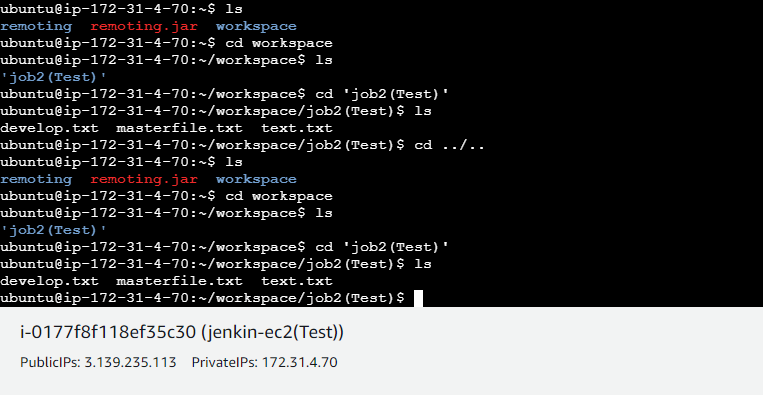 ubuntu@ip-172-31-4-70:~$ ls
remoting  remoting.jar  workspace
ubuntu@ip-172-31-4-70:~$ cd workspace
ubuntu@ip-172-31-4-70:~/workspace$ ls
'job2(Test)'
ubuntu@ip-172-31-4-70:~/workspace$ cd 'job2(Test)'
ubuntu@ip-172-31-4-70:~/workspace/job2(Test)$ ls
develop.txt  masterfile.txt  text.txt
ubuntu@ip-172-31-4-70:~/workspace/job2(Test)$ cd ../..
ubuntu@ip-172-31-4-70:~$ ls
remoting  remoting.jar  workspace
ubuntu@ip-172-31-4-70:~$ cd workspace
ubuntu@ip-172-31-4-70:~/workspace$ ls
'job2(Test)'
ubuntu@ip-172-31-4-70:~/workspace$ cd 'job2(Test)'
ubuntu@ip-172-31-4-70:~/workspace/job2(Test)$ ls
develop.txt  masterfile.txt  text.txt
ubuntu@ip-172-31-4-70:~/workspace/job2(Test)$
i-0177f8f118ef35c30 (jenkin-ec2(Test))
PublicIPs: 3.139.235.113  PrivateIPs: 172.31.4.70